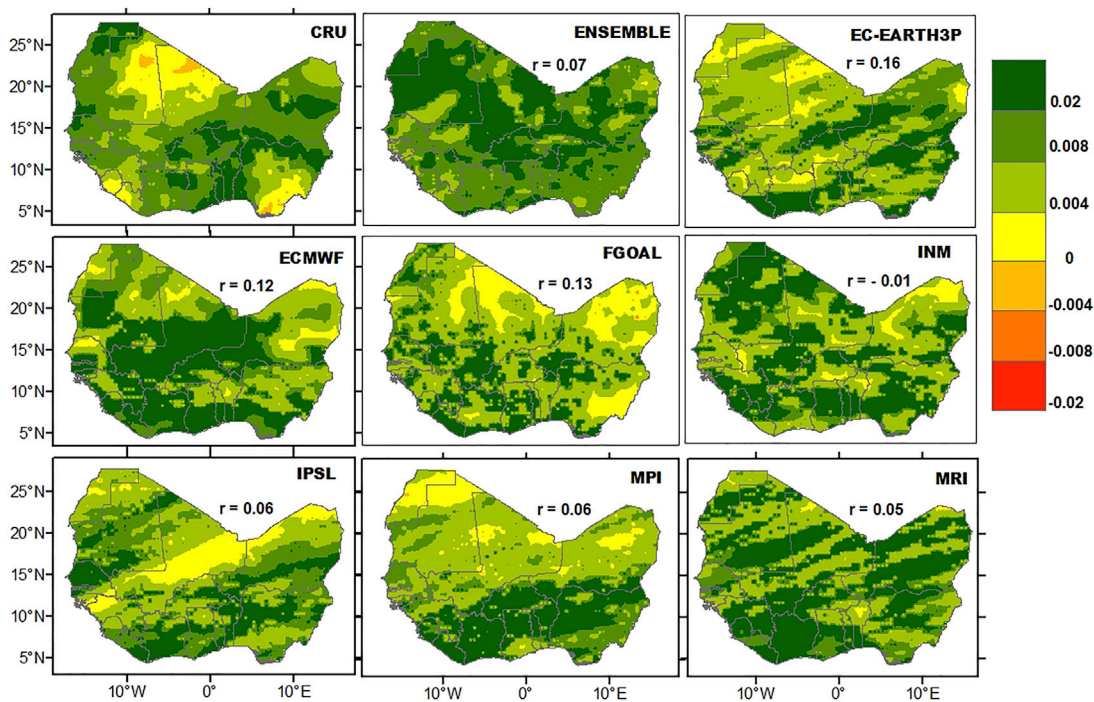 CRU
ENSEMBLE
EC-EARTH3P
25°N
20°N
15°N
10°N
5°N
r = 0.07
r = 0.16
ECMWF
FGOAL
INM
25°N
20°N
15°N
10°N
5°N
r = 0.12
r = 0.13
r = - 0.01
IPSL
MPI
MRI
25°N
20°N
15°N
10°N
5°N
r = 0.06
r = 0.06
r = 0.05
10°W 0° 10°E
10°W 0° 10°E
10°W 0° 10°E
0.02
0.008
0.004
0
-0.004
-0.008
-0.02